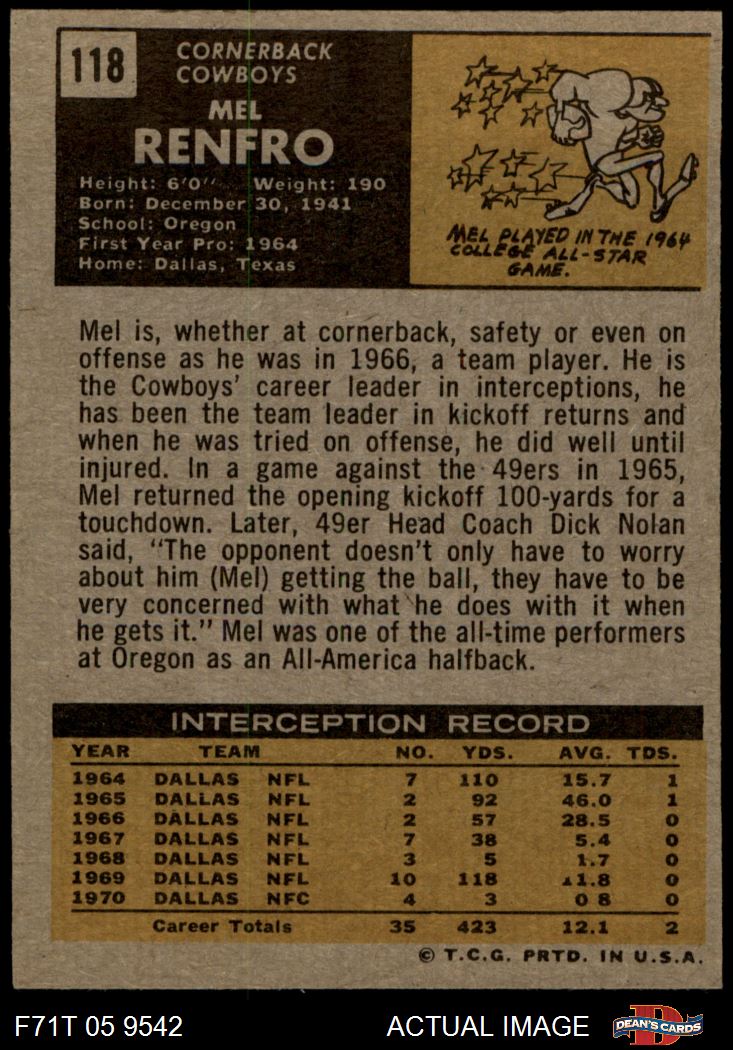 118
CORNERBACK
COWBOYS
MEL
RENFRO
Height: 6'0" Weight: 190
Born: December 30, 1941
School: Oregon
First Year Pro: 1964
Home: Dallas, Texas
MEL PLAYED IN THE 1964
COLLEGE ALL-STAR
GAME.
Mel is, whether at cornerback, safety or even on
offense as he was in 1966, a team player. He is
the Cowboys' career leader in interceptions, he
has been the team leader in kickoff returns and
when he was tried on offense, he did well until
injured. In a game against the 49ers in 1965,
Mel returned the opening kickoff 100-yards for a
touchdown. Later, 49er Head Coach Dick Nolan
said, "The opponent doesn't only have to worry
about him (Mel) getting the ball, they have to be
very concerned with what he does with it when
he gets it." Mel was one of the all-time performers
at Oregon as an All-America halfback.
INTERCEPTION RECORD
YEAR TEAM NO. YDS. AVG. TDS.
1964 DALLAS NFL 7 110 15.7 1
1965 DALLAS NFL 2 92 46.0 1
1966 DALLAS NFL 2 57 28.5 0
1967 DALLAS NFL 7 38 5.4 0
1968 DALLAS NFL 3 5 1.7 0
1969 DALLAS NFL 10 118 11.8 0
1970 DALLAS NFC 4 3 0 8 0
Career Totals 35 423 12.1 2
© T.C.G. PRTD. IN U.S.A.
F71T 05 9542 ACTUAL IMAGE D DEAN'S CARDS